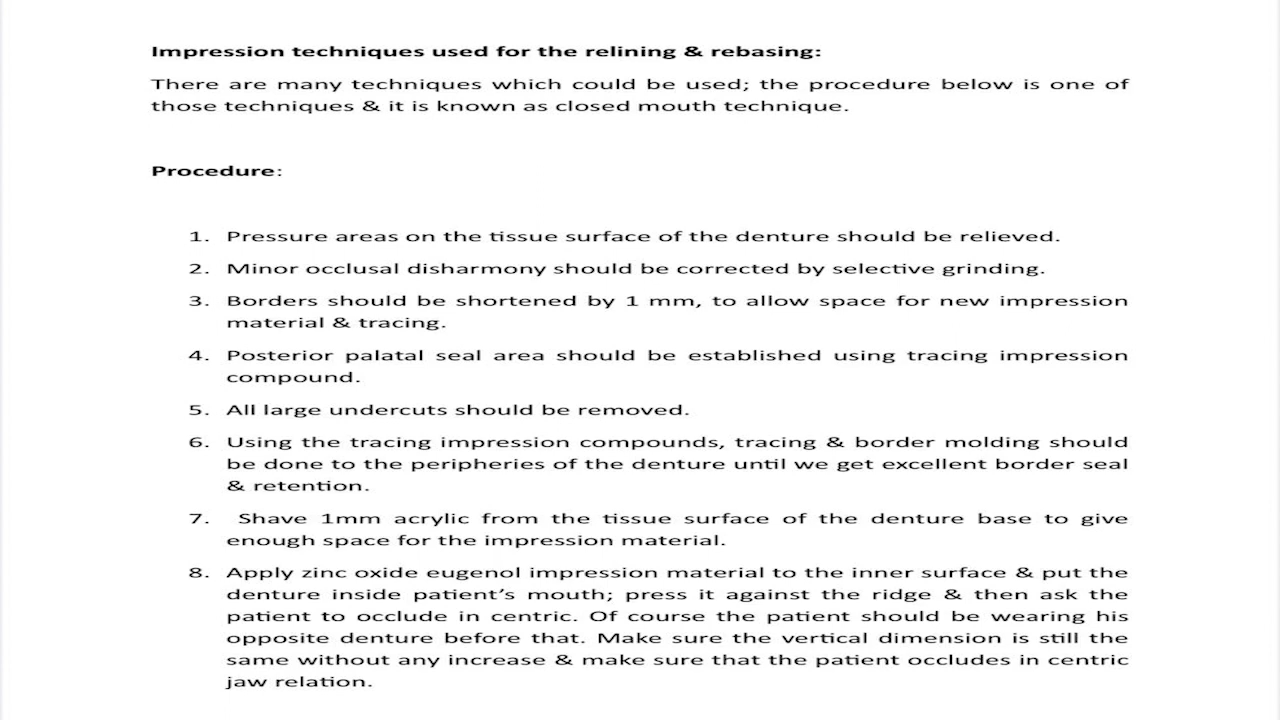 Impression techniques used for the relining & rebasing:
There are many techniques which could be used; the procedure below is one of
those techniques & it is known as closed mouth technique.
Procedure:
1. Pressure areas on the tissue surface of the denture should be relieved.
2. Minor occlusal disharmony should be corrected by selective grinding.
3. Borders should be shortened by 1 mm, to allow space for new impression
material & tracing.
4. Posterior palatal seal area should be established using tracing impression
compound.
5. All large undercuts should be removed.
6. Using the tracing impression compounds, tracing & border molding should
be done to the peripheries of the denture until we get excellent border seal
& retention.
7. Shave 1mm acrylic from the tissue surface of the denture base to give
enough space for the impression material.
8. Apply zinc oxide eugenol impression material to the inner surface & put the
denture inside patient’s mouth; press it against the ridge & then ask the
patient to occlude in centric. Of course the patient should be wearing his
opposite denture before that. Make sure the vertical dimension is still the
same without any increase & make sure that the patient occludes in centric
jaw relation.